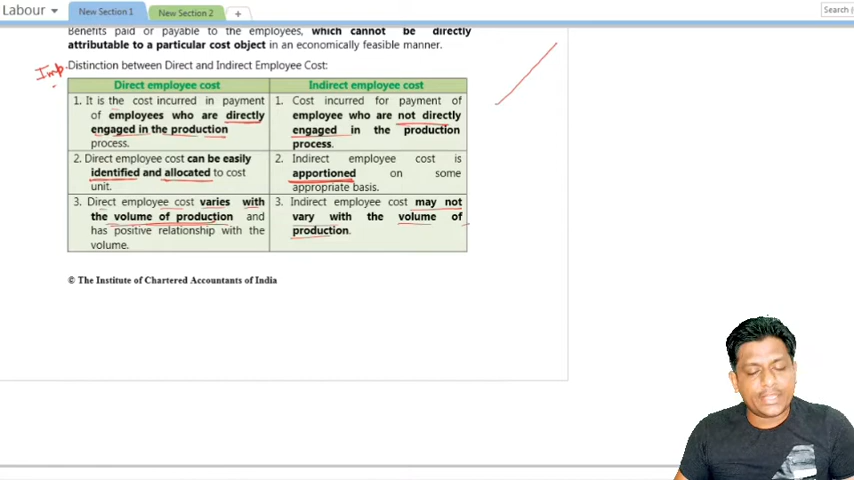 Labour
New Section 1
New Section 2
+
Search
Benefits paid or payable to the employees, which cannot be directly
attributable to a particular cost object in an economically feasible manner.
Imp.
Distinction between Direct and Indirect Employee Cost:
Direct employee cost
1. It is the cost incurred in payment
of employees who are directly
engaged in the production
process.
Indirect employee cost
1. Cost incurred for payment of
employee who are not directly
engaged in the production
process.
2. Direct employee cost can be easily
identified and allocated to cost
unit.
2. Indirect employee cost is
apportioned on some
appropriate basis.
3. Direct employee cost varies with
the volume of production and
has positive relationship with the
volume.
3. Indirect employee cost may not
vary with the volume of
production.
© The Institute of Chartered Accountants of India